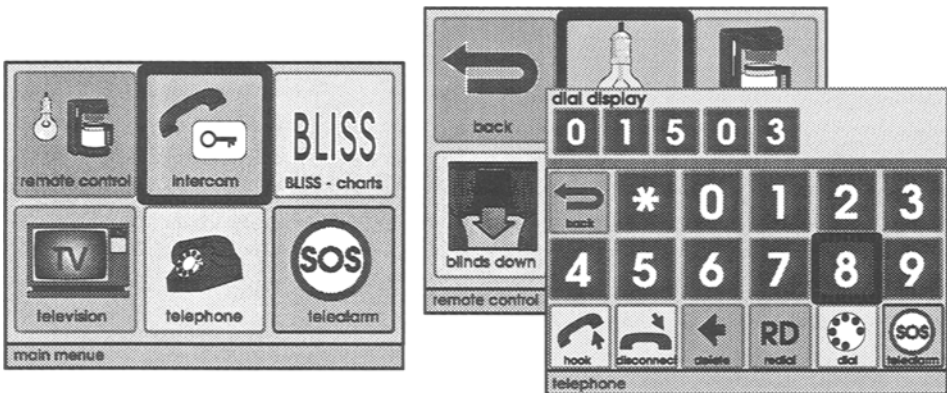 remote control
intercom
BLISS
BLISS - charts
TV
television
telephone
SOS
telealarm
main menue
back
blinds down
remote control
dial display
0 1 5 0 3
back
* 0 1 2 3
4 5 6 7 8 9
hook
disconnect
delete
RD
redial
dial
SOS
telealarm
telephone